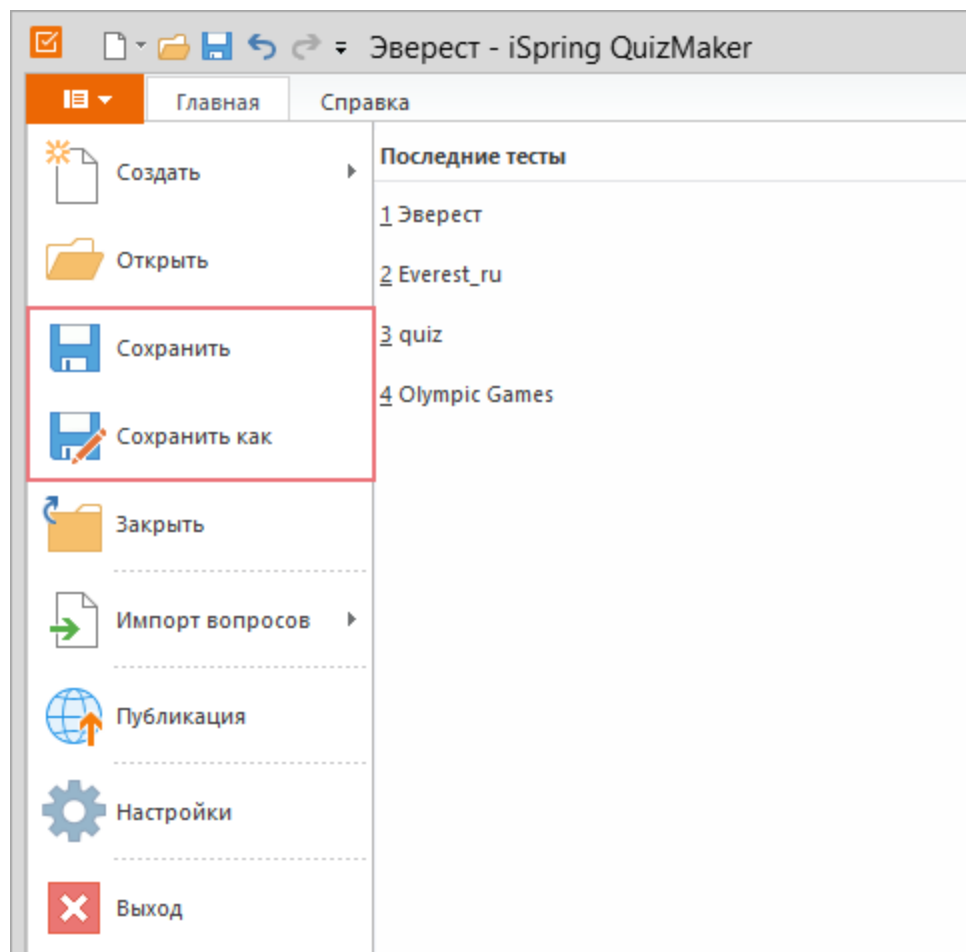 Эверест - iSpring QuizMaker
Главная Справка
Создать
Открыть
Сохранить
Сохранить как
Закрыть
Импорт вопросов
Публикация
Настройки
Выход
Последние тесты
1 Эверест
2 Everest_ru
3 quiz
4 Olympic Games